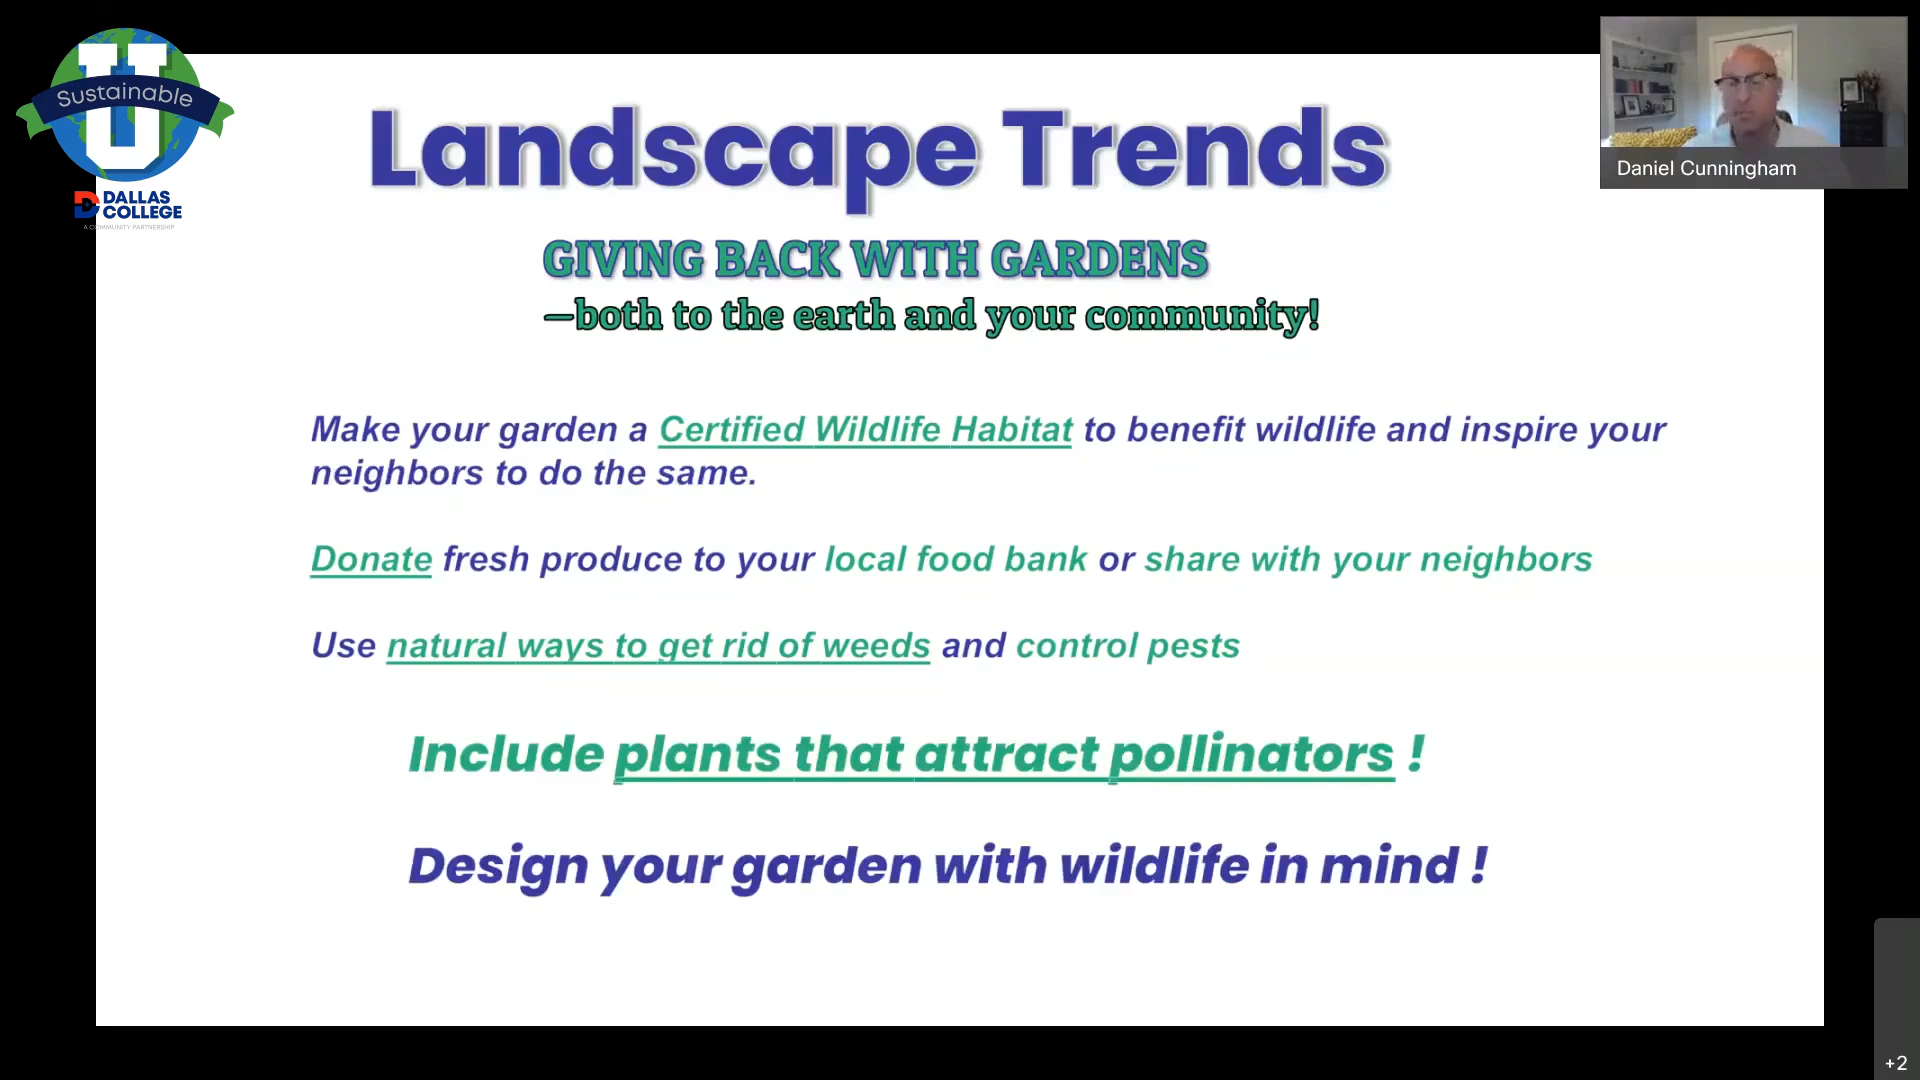 U
Sustainable
DALLAS
COLLEGE
A COMMUNITY PARTNERSHIP
Landscape Trends
GIVING BACK WITH GARDENS
—both to the earth and your community!
Daniel Cunningham
Make your garden a Certified Wildlife Habitat to benefit wildlife and inspire your
neighbors to do the same.
Donate fresh produce to your local food bank or share with your neighbors
Use natural ways to get rid of weeds and control pests
Include plants that attract pollinators !
Design your garden with wildlife in mind !
+2